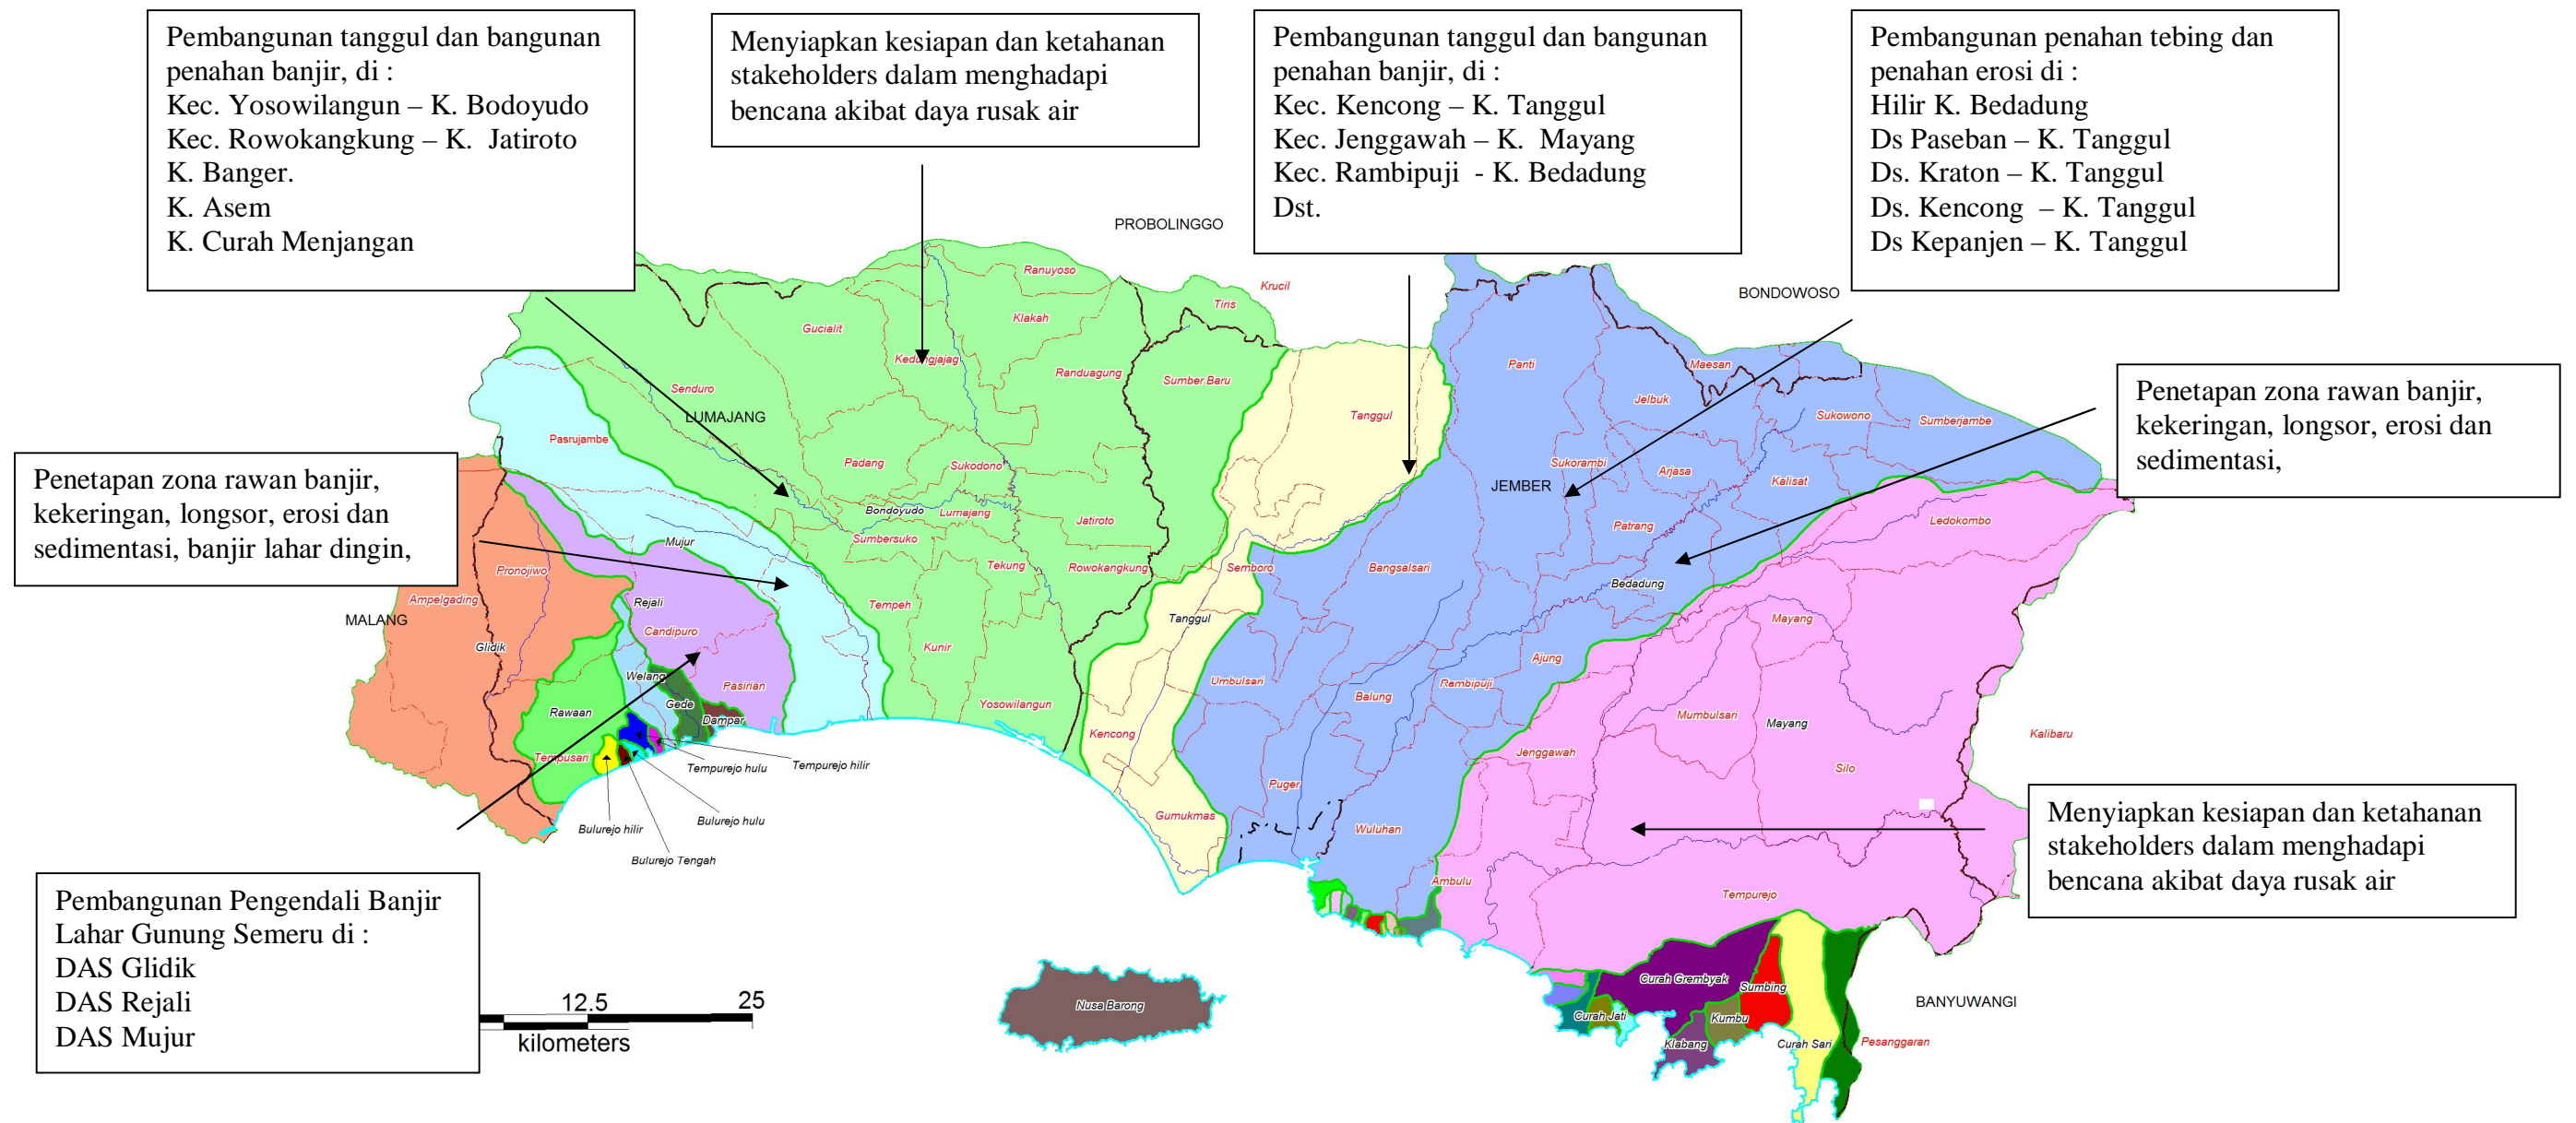 Pembangunan tanggul dan bangunan
penahan banjir, di :
Kec. Yosowilangun – K. Bodoyudo
Kec. Rowokangkung – K. Jatiroto
K. Banger.
K. Asem
K. Curah Menjangan
Menyiapkan kesiapan dan ketahanan
stakeholders dalam menghadapi
bencana akibat daya rusak air
Pembangunan tanggul dan bangunan
penahan banjir, di :
Kec. Kencong – K. Tanggul
Kec. Jenggawah – K. Mayang
Kec. Rambipuji - K. Bedadung
Dst.
Pembangunan penahan tebing dan
penahan erosi di :
Hilir K. Bedadung
Ds Paseban – K. Tanggul
Ds. Kraton – K. Tanggul
Ds. Kencong – K. Tanggul
Ds Kepanjen – K. Tanggul
Penetapan zona rawan banjir,
kekeringan, longsor, erosi dan
sedimentasi,
Penetapan zona rawan banjir,
kekeringan, longsor, erosi dan
sedimentasi, banjir lahar dingin,
Menyiapkan kesiapan dan ketahanan
stakeholders dalam menghadapi
bencana akibat daya rusak air
Pembangunan Pengendali Banjir
Lahar Gunung Semeru di :
DAS Glidik
DAS Rejali
DAS Mujur
12.5
25
kilometers
PROBOLINGGO
BONDOWOSO
LUMAJANG
JEMBER
MALANG
BANYUWANGI
Ranuyoso
Krucil
Tiris
Gucialit
Klakah
Kedungjajag
Randuagung
Sumber Baru
Senduro
Pasrujambe
Padang
Sukodono
Bondoyudo
Lumajang
Jatiroto
Sumbersuko
Tekung
Rowokangkung
Tempeh
Kunir
Yosowilangun
Mujur
Pronojiwo
Ampelgading
Rejali
Candipuro
Glidik
Welang
Pasirian
Gede
Dampar
Rawaan
Tempusari
Tempurejo hulu
Tempurejo hilir
Bulurejo hulu
Bulurejo hilir
Bulurejo Tengah
Tanggul
Semboro
Tanggul
Kencong
Gumukmas
Panti
Maesan
Jelbuk
Sukowono
Sumberjambe
Sukorambi
Arjasa
Kalisat
Patrang
Bangsalsari
Bedadung
Ajung
Umbulsari
Balung
Rambipuji
Puger
Wuluhan
Ambulu
Ledokombo
Mayang
Mumbulsari
Mayang
Jenggawah
Silo
Kalibaru
Tempurejo
Nusa Barong
Curah Grembyak
Sumbing
Curah Jati
Kumbu
Klabang
Curah Sari
Pesanggaran